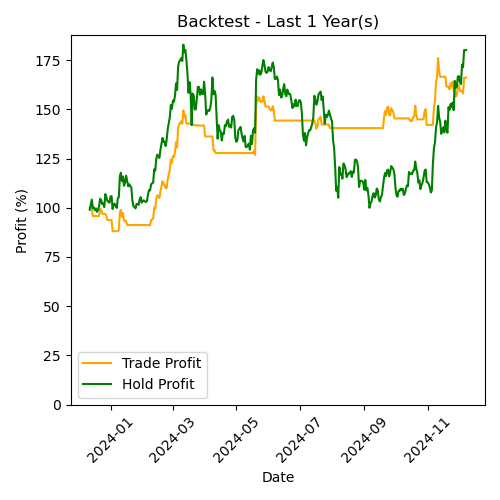 Backtest - Last 1 Year(s)
Profit (%)
175
150
125
100
75
50
25
0
Trade Profit
Hold Profit
2024-01
2024-03
2024-05
2024-07
2024-09
2024-11
Date